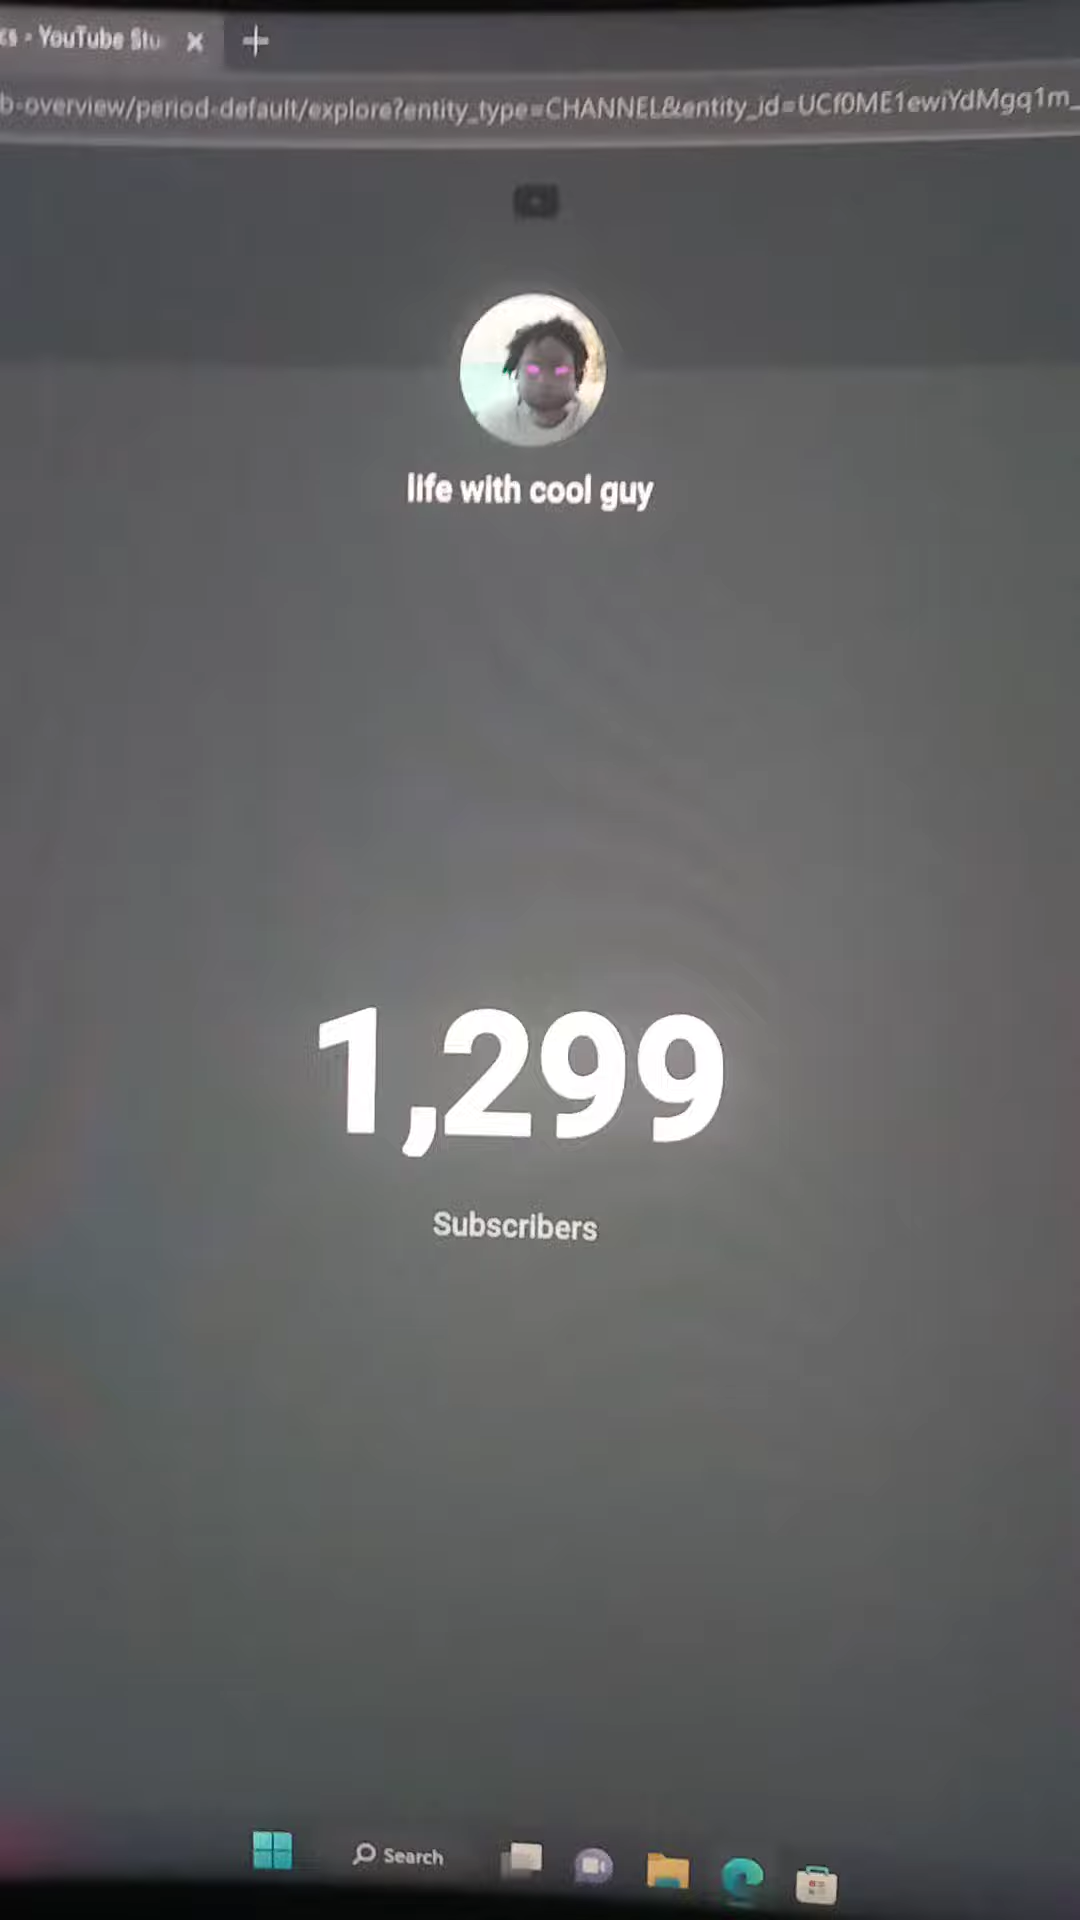 YouTube Stu
b-overview/period-default/explore?entity_type=CHANNEL&entity_id=UCf0ME1ewiYdMgq1m_
life with cool guy
1,299
Subscribers
Search